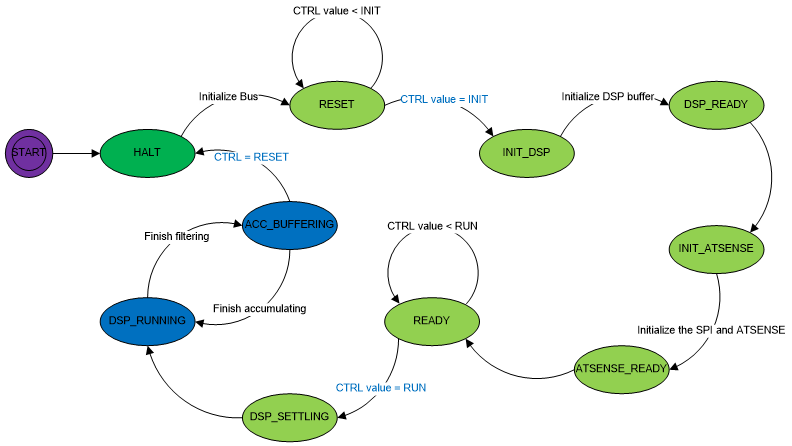 CTRL value < INIT
Initialize Bus
RESET
CTRL value = INIT
Initialize DSP buffer
DSP_READY
START
HALT
CTRL = RESET
INIT_DSP
ACC_BUFFERING
Finish filtering
CTRL value < RUN
INIT_ATSENSE
Finish accumulating
DSP_RUNNING
READY
Initialize the SPI and ATSENSE
ATSENSE_READY
CTRL value = RUN
DSP_SETTLING